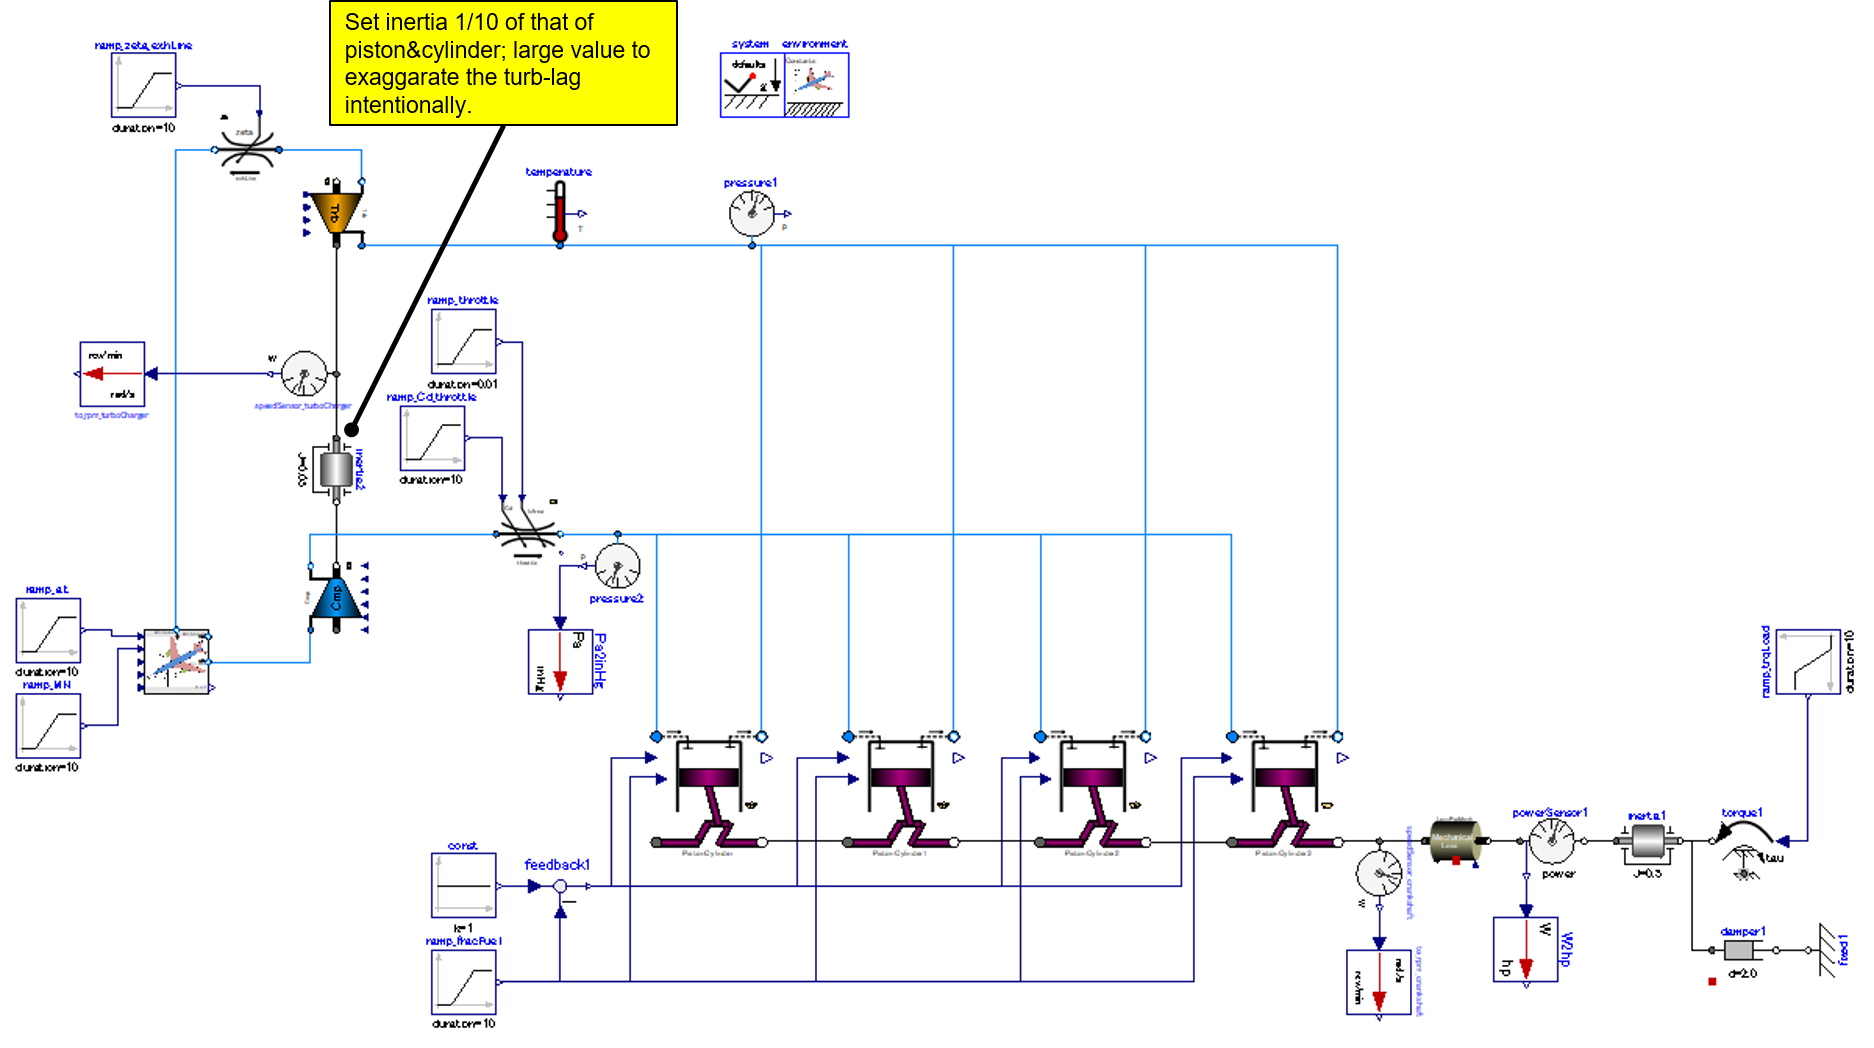 Set inertia 1/10 of that of
piston&cylinder; large value to
exaggarate the turb-lag
intentionally.
ramp_zeta_exhLine
duration=10
zeta
system
environment
defaults
g
Trb
temperature
T
pressure1
p
ramp_throttle
duration=0.01
ramp_Cd_throttle
duration=10
rev/min
rad/s
to_rpm_turboCharger
w
speedSensor_turboCharger
J=0.05
inertia2
Cd
throttle
p
pressure2
Cmp
Pa
inHg
Pa2inHg
ramp_alt
duration=10
ramp_MN
duration=10
PistonCylinder
PistonCylinder1
PistonCylinder2
PistonCylinder3
const
k=1
feedback1
ramp_fracFuel
duration=10
speedSensor_crankshaft
w
rad/s
rev/min
to_rpm_crankshaft
Mechanical
Loss
powerSensor1
power
W
hp
W2hp
inertia1
J=0.5
torque1
tau
ramp_trqLoad
duration=10
damper1
d=2.0
fixed1